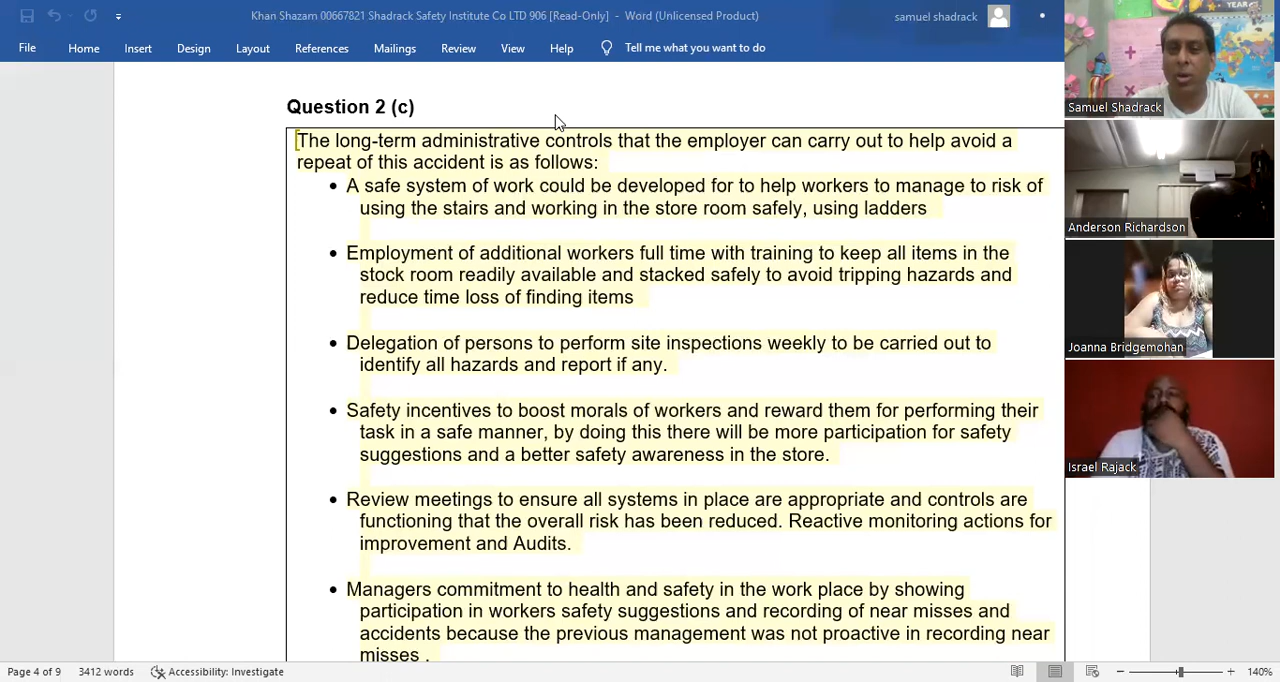 Khan Shazam 00667821 Shadrack Safety Institute Co LTD 906 [Read-Only] - Word (Unlicensed Product)
samuel shadrack
File Home Insert Design Layout References Mailings Review View Help Tell me what you want to do
Question 2 (c)
The long-term administrative controls that the employer can carry out to help avoid a
repeat of this accident is as follows:
• A safe system of work could be developed for to help workers to manage to risk of
using the stairs and working in the store room safely, using ladders
• Employment of additional workers full time with training to keep all items in the
stock room readily available and stacked safely to avoid tripping hazards and
reduce time loss of finding items
• Delegation of persons to perform site inspections weekly to be carried out to
identify all hazards and report if any.
• Safety incentives to boost morals of workers and reward them for performing their
task in a safe manner, by doing this there will be more participation for safety
suggestions and a better safety awareness in the store.
• Review meetings to ensure all systems in place are appropriate and controls are
functioning that the overall risk has been reduced. Reactive monitoring actions for
improvement and Audits.
• Managers commitment to health and safety in the work place by showing
participation in workers safety suggestions and recording of near misses and
accidents because the previous management was not proactive in recording near
misses .
Page 4 of 9 3412 words Accessibility: Investigate
140%
Samuel Shadrack
Anderson Richardson
Joanna Bridgemohan
Israel Rajack